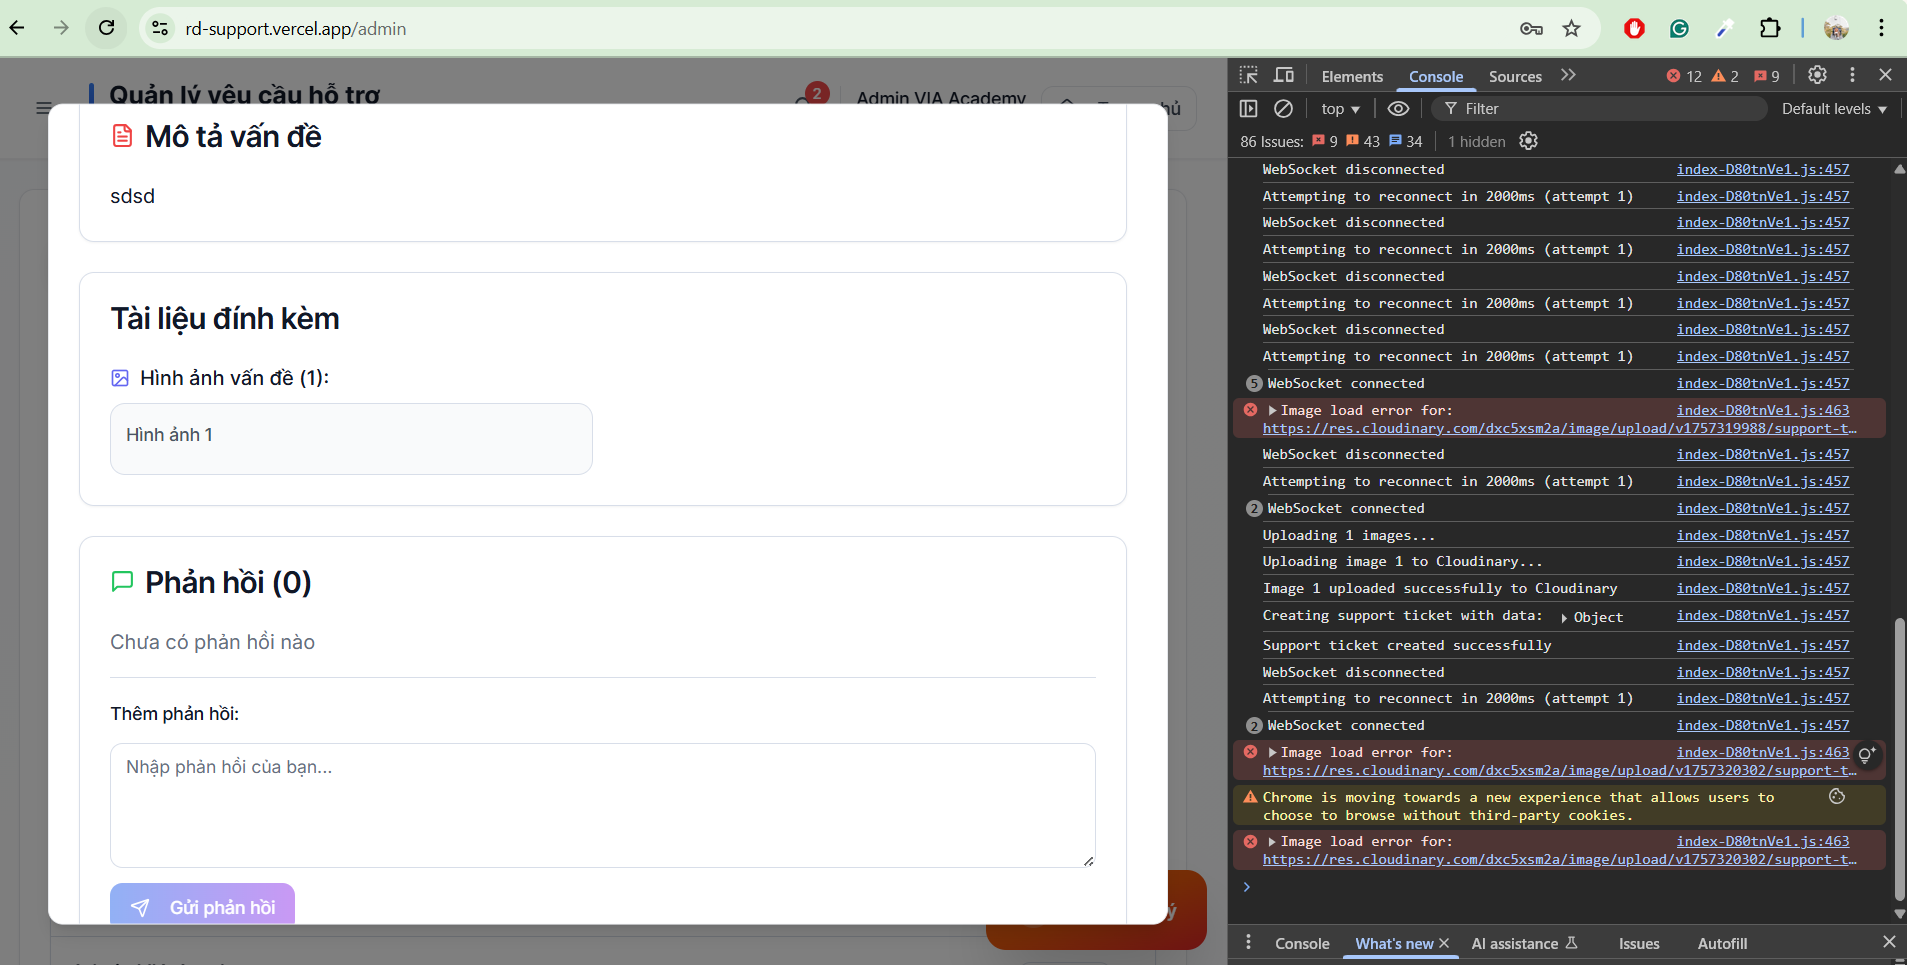 rd-support.vercel.app/admin
Quản lý yêu cầu hỗ trợ
2
Admin VIA Academy
Mô tả vấn đề
sdsd
Tài liệu đính kèm
Hình ảnh vấn đề (1):
Hình ảnh 1
Phản hồi (0)
Chưa có phản hồi nào
Thêm phản hồi:
Nhập phản hồi của bạn...
Gửi phản hồi
Elements Console Sources 12 2 9
top Filter Default levels
86 Issues: 9 43 34 1 hidden
WebSocket disconnected index-D80tnVe1.js:457
Attempting to reconnect in 2000ms (attempt 1) index-D80tnVe1.js:457
WebSocket disconnected index-D80tnVe1.js:457
Attempting to reconnect in 2000ms (attempt 1) index-D80tnVe1.js:457
WebSocket disconnected index-D80tnVe1.js:457
Attempting to reconnect in 2000ms (attempt 1) index-D80tnVe1.js:457
WebSocket disconnected index-D80tnVe1.js:457
Attempting to reconnect in 2000ms (attempt 1) index-D80tnVe1.js:457
5 WebSocket connected index-D80tnVe1.js:457
Image load error for: index-D80tnVe1.js:463
https://res.cloudinary.com/dxc5xsm2a/image/upload/v1757319988/support-t…
WebSocket disconnected index-D80tnVe1.js:457
Attempting to reconnect in 2000ms (attempt 1) index-D80tnVe1.js:457
2 WebSocket connected index-D80tnVe1.js:457
Uploading 1 images... index-D80tnVe1.js:457
Uploading image 1 to Cloudinary... index-D80tnVe1.js:457
Image 1 uploaded successfully to Cloudinary index-D80tnVe1.js:457
Creating support ticket with data: Object index-D80tnVe1.js:457
Support ticket created successfully index-D80tnVe1.js:457
WebSocket disconnected index-D80tnVe1.js:457
Attempting to reconnect in 2000ms (attempt 1) index-D80tnVe1.js:457
2 WebSocket connected index-D80tnVe1.js:457
Image load error for: index-D80tnVe1.js:463
https://res.cloudinary.com/dxc5xsm2a/image/upload/v1757320302/support-t…
Chrome is moving towards a new experience that allows users to
choose to browse without third-party cookies.
Image load error for: index-D80tnVe1.js:463
https://res.cloudinary.com/dxc5xsm2a/image/upload/v1757320302/support-t…
Console What's new AI assistance Issues Autofill